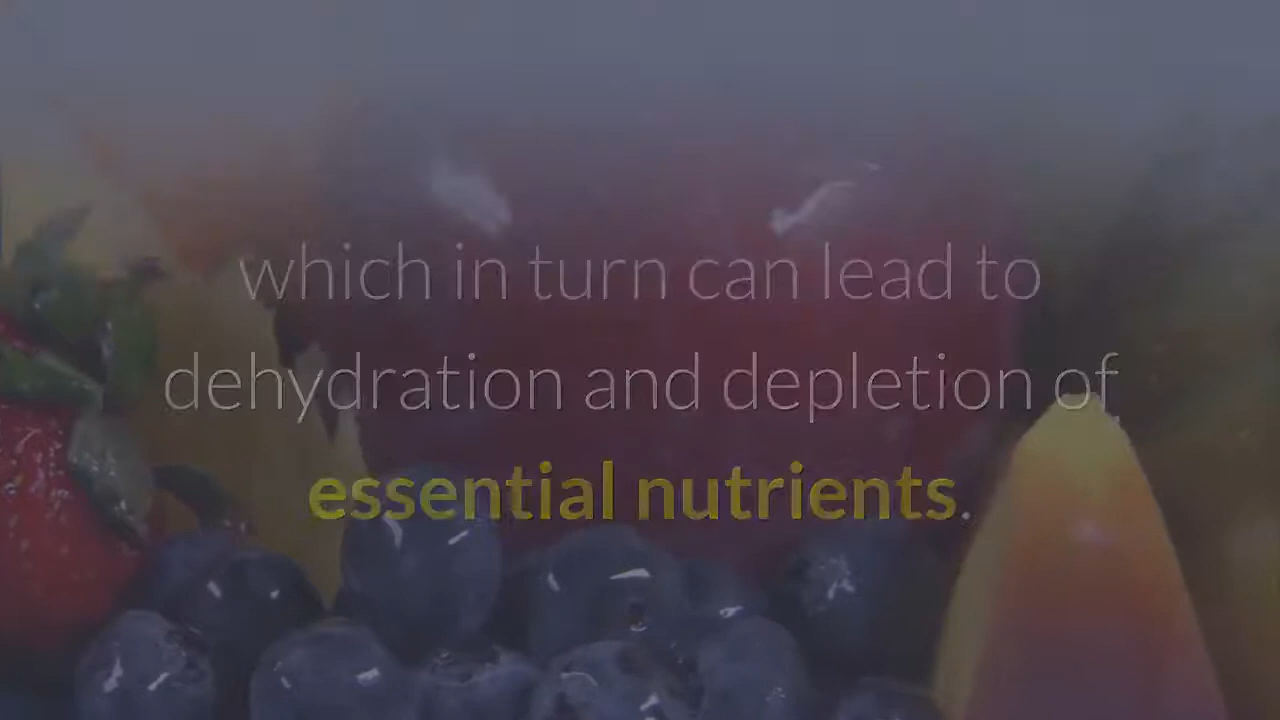 which in turn can lead to
dehydration and depletion of
essential nutrients.